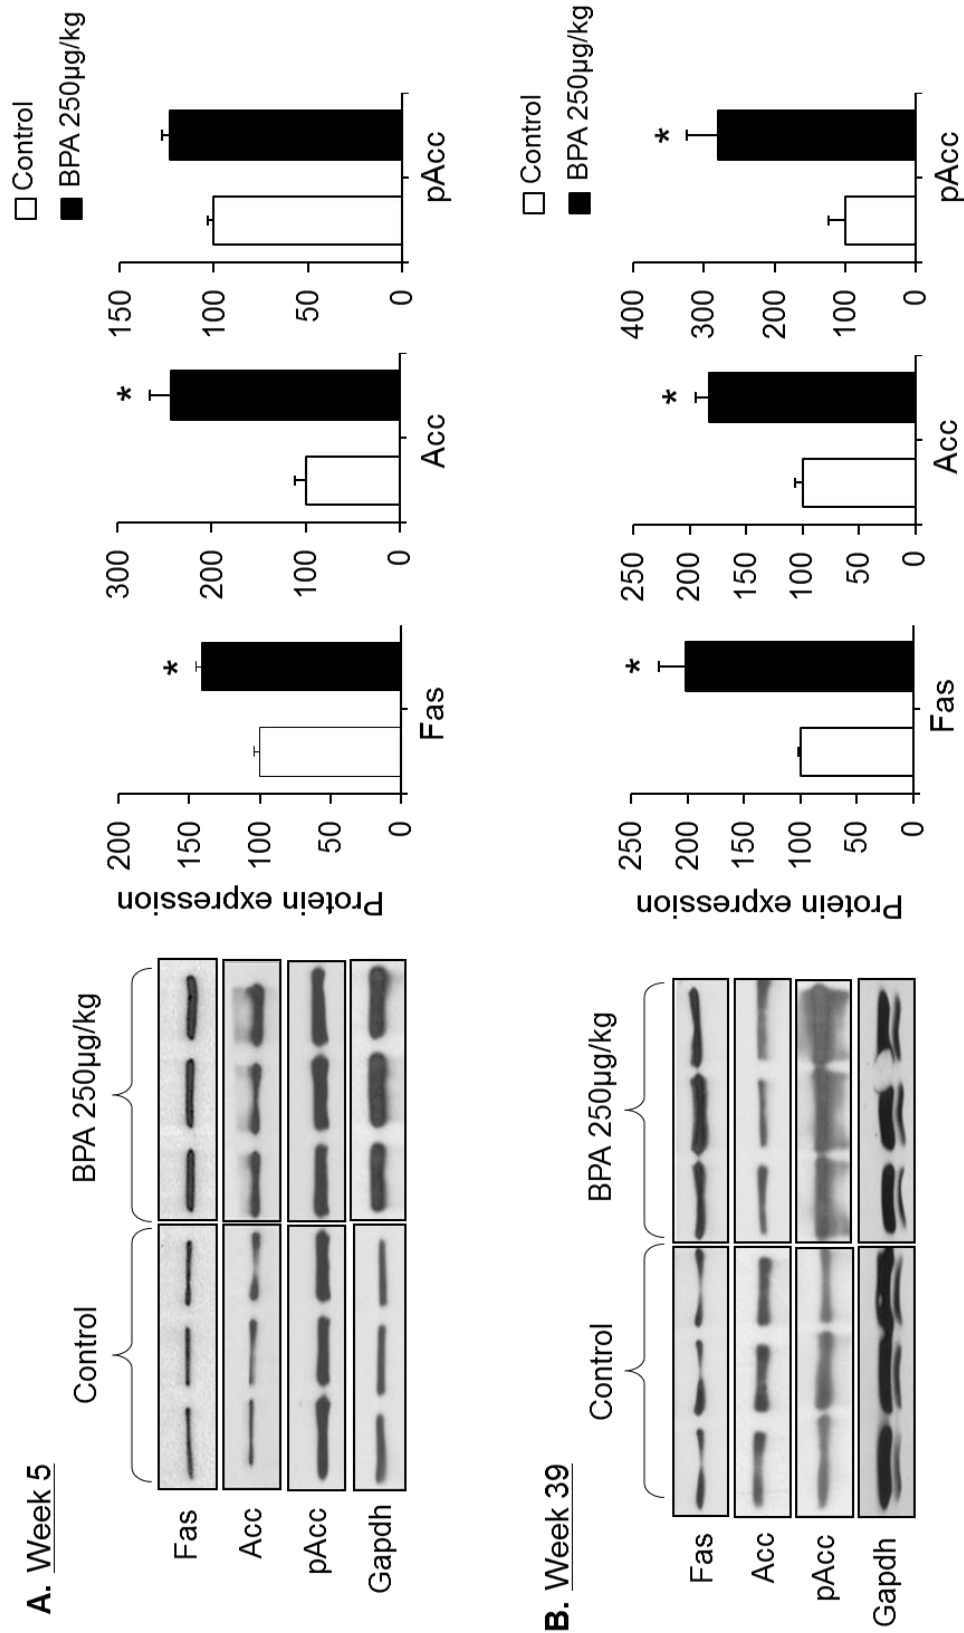 A. Week 5
Control
BPA 250µg/kg
Fas
Acc
pAcc
Gapdh
Protein expression
200
150
100
50
0
Fas
300
200
100
0
*
*
Acc
150
100
50
0
pAcc
Control
BPA 250µg/kg
B. Week 39
Control
BPA 250µg/kg
Fas
Acc
pAcc
Gapdh
Protein expression
250
200
150
100
50
0
*
Fas
250
200
150
100
50
0
*
Acc
400
300
200
100
0
*
pAcc
Control
BPA 250µg/kg